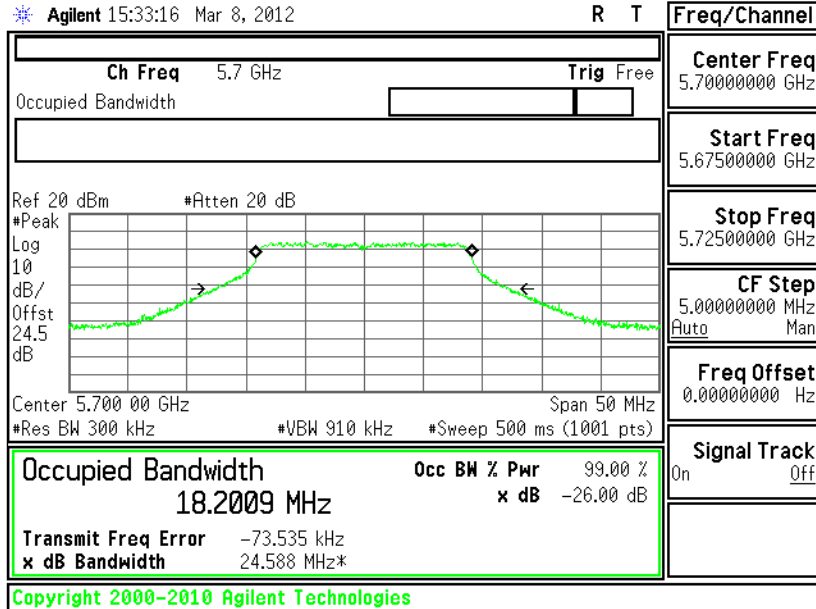 Agilent 15:33:16 Mar 8, 2012 R T
Freq/Channel
Ch Freq 5.7 GHz Trig Free
Occupied Bandwidth
Center Freq
5.70000000 GHz
Start Freq
5.67500000 GHz
Stop Freq
5.72500000 GHz
CF Step
5.00000000 MHz
Auto Man
Freq Offset
0.00000000 Hz
Signal Track
On Off
Ref 20 dBm #Atten 20 dB
#Peak
Log
10
dB/
Offst
24.5
dB
Center 5.700 00 GHz Span 50 MHz
#Res BW 300 kHz #VBW 910 kHz #Sweep 500 ms (1001 pts)
Occupied Bandwidth Occ BW % Pwr 99.00 %
18.2009 MHz x dB -26.00 dB
Transmit Freq Error -73.535 kHz
x dB Bandwidth 24.588 MHz*
Copyright 2000-2010 Agilent Technologies